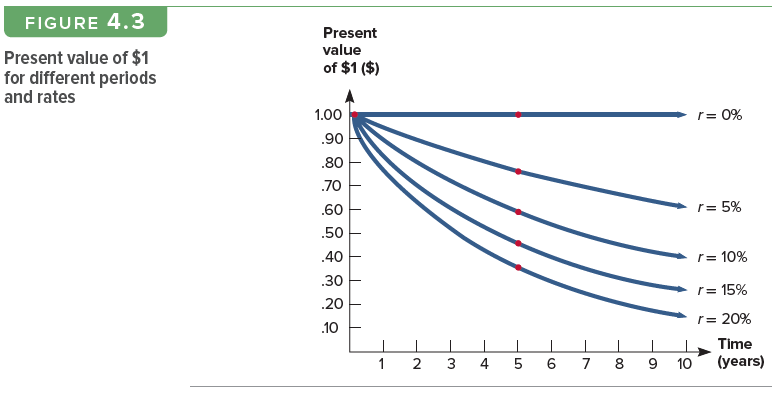 FIGURE 4.3
Present value of $1
for different periods
and rates
Present
value
of $1 ($)
1.00
.90
.80
.70
.60
.50
.40
.30
.20
.10
r = 0%
r = 5%
r = 10%
r = 15%
r = 20%
1 2 3 4 5 6 7 8 9 10
Time
(years)